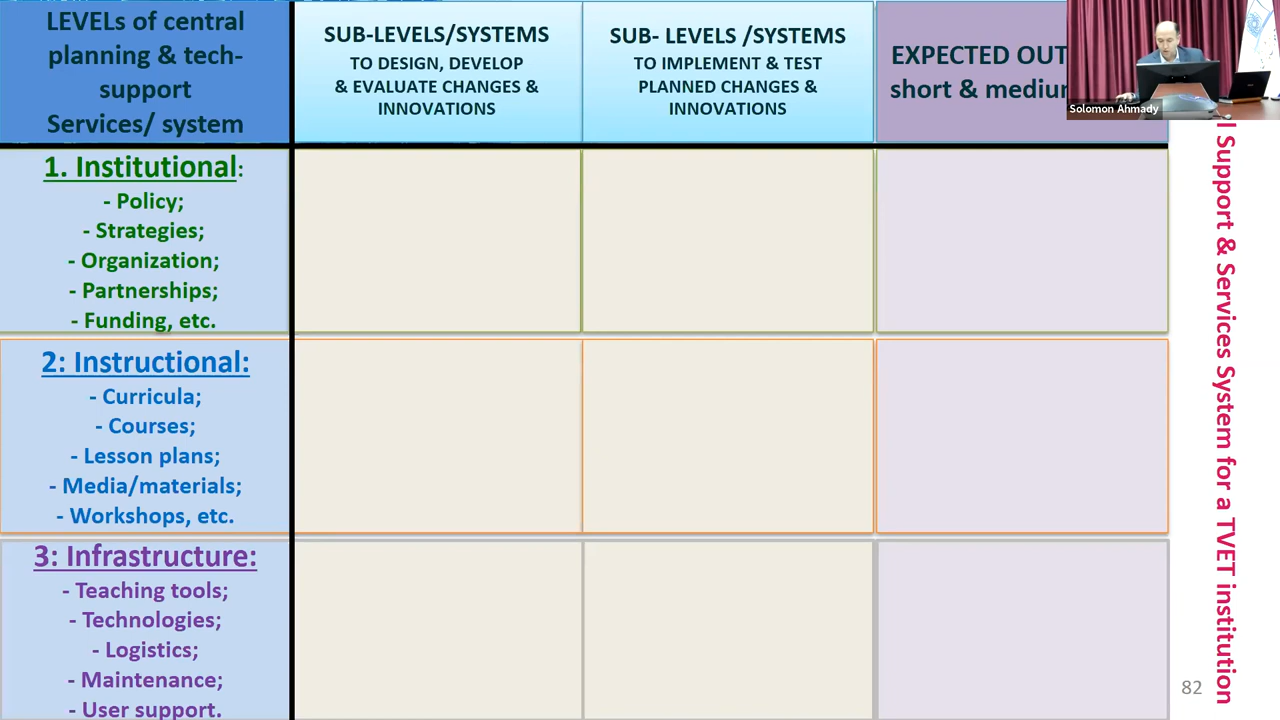 LEVELs of central
planning & tech-
support
Services/ system
SUB-LEVELS/SYSTEMS
TO DESIGN, DEVELOP
& EVALUATE CHANGES &
INNOVATIONS
SUB- LEVELS /SYSTEMS
TO IMPLEMENT & TEST
PLANNED CHANGES &
INNOVATIONS
EXPECTED
short &
Solomon Ahmady
1. Institutional:
- Policy;
- Strategies;
- Organization;
- Partnerships;
- Funding, etc.
2: Instructional:
- Curricula;
- Courses;
- Lesson plans;
- Media/materials;
- Workshops, etc.
3: Infrastructure:
- Teaching tools;
- Technologies;
- Logistics;
- Maintenance;
- User support.
Support & Services System for a TVET institution
82